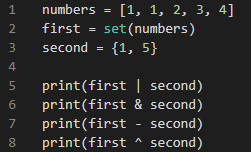 1 numbers = [1, 1, 2, 3, 4]
2 first = set(numbers)
3 second = {1, 5}
4
5 print(first | second)
6 print(first & second)
7 print(first - second)
8 print(first ^ second)